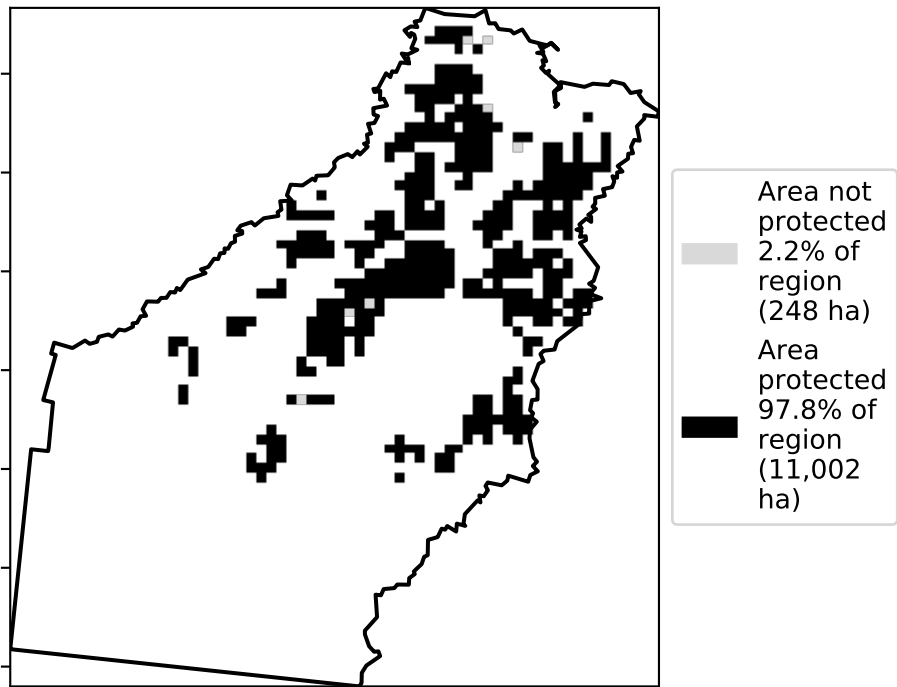 Area not
protected
2.2% of
region
(248 ha)
Area
protected
97.8% of
region
(11,002
ha)